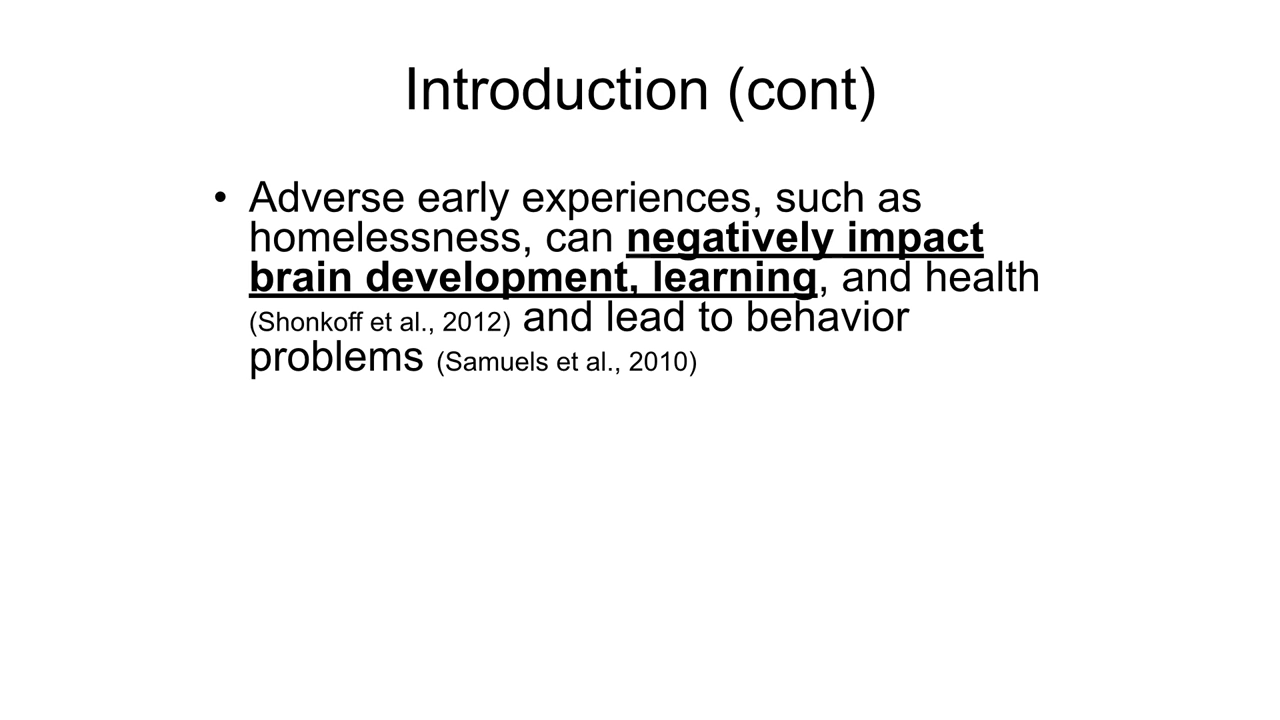 Introduction (cont)
• Adverse early experiences, such as
homelessness, can negatively impact
brain development, learning, and health
(Shonkoff et al., 2012) and lead to behavior
problems (Samuels et al., 2010)